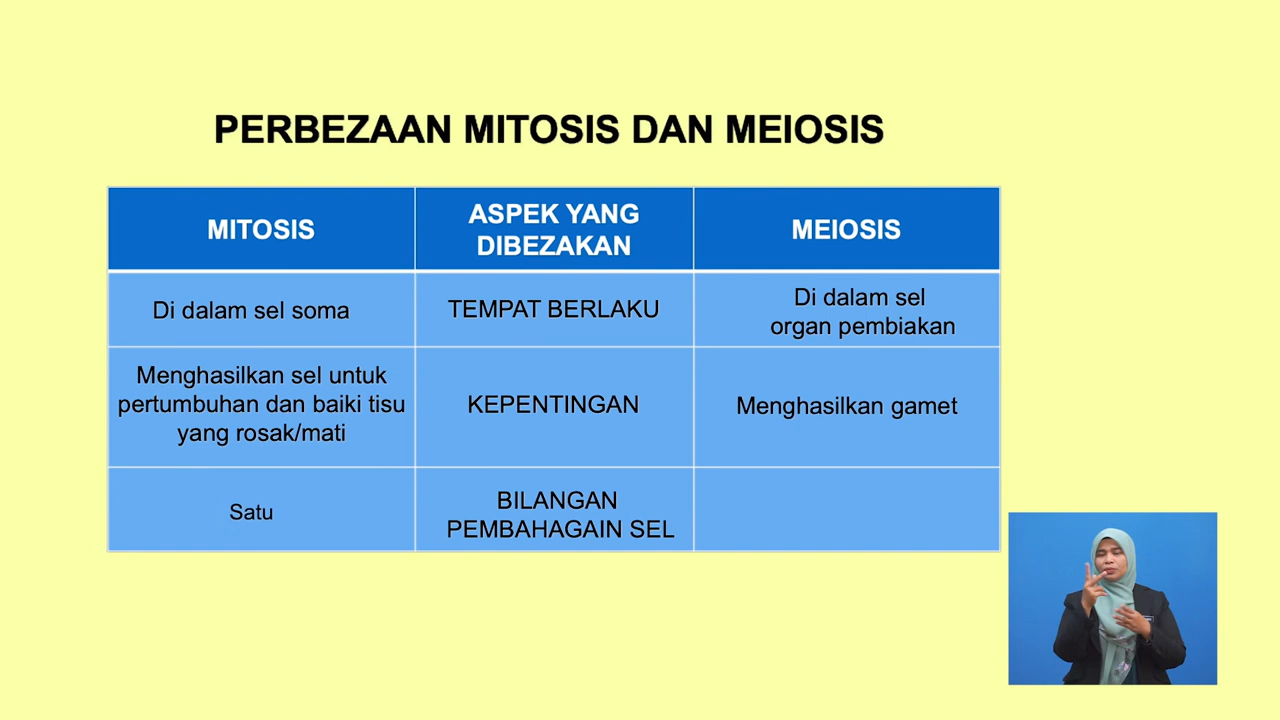 PERBEZAAN MITOSIS DAN MEIOSIS
MITOSIS
ASPEK YANG
DIBEZAKAN
MEIOSIS
Di dalam sel soma
TEMPAT BERLAKU
Di dalam sel
organ pembiakan
Menghasilkan sel untuk
pertumbuhan dan baiki tisu
yang rosak/mati
KEPENTINGAN
Menghasilkan gamet
Satu
BILANGAN
PEMBAHAGAIN SEL